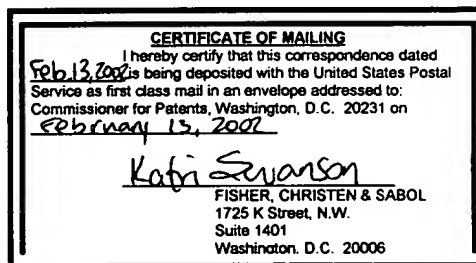 CERTIFICATE OF MAILING
I hereby certify that this correspondence dated
Feb.13,2002 is being deposited with the United States Postal
Service as first class mail in an envelope addressed to:
Commissioner for Patents, Washington, D.C. 20231 on
February 13, 2002
Katri Swanson
FISHER, CHRISTEN & SABOL
1725 K Street, N.W.
Suite 1401
Washington. D.C. 20006